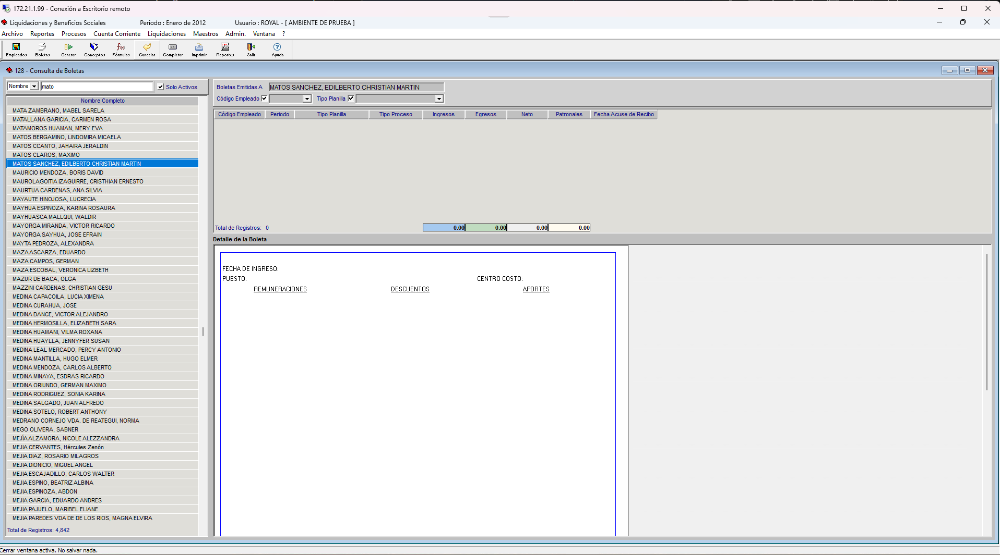 172.21.1.99 - Conexión a Escritorio remoto
Liquidaciones y Beneficios Sociales Periodo : Enero de 2012 Usuario : ROYAL - [ AMBIENTE DE PRUEBA ]
Archivo Reportes Procesos Cuenta Corriente Liquidaciones Maestros Admin. Ventana ?
Empleados Boletas Generar Conceptos Fórmulas Cancelar Completar Imprimir Reportes Salir Ayuda
128 - Consulta de Boletas
Nombre mato Solo Activos
Nombre Completo
MATA ZAMBRANO, MABEL SARELA
MATALLANA GARICIA, CARMEN ROSA
MATAMOROS HUAMAN, MERY EVA
MATOS BERGAMINO, LINDOMIRA MICAELA
MATOS CCANTO, JAHAIRA JERALDIN
MATOS CLAROS, MAXIMO
MATOS SANCHEZ, EDILBERTO CHRISTIAN MARTIN
MAURICIO MENDOZA, BORIS DAVID
MAUROLAGOITIA IZAGUIRRE, CRISTHIAN ERNESTO
MAURTUA CARDENAS, ANA SILVIA
MAYAUTE HINOJOSA, LUCRECIA
MAYHUA ESPINOZA, KARINA ROSAURA
MAYHUASCA MALLQUI, WALDIR
MAYORGA MIRANDA, VICTOR RICARDO
MAYORGA SAYHUA, JOSE EFRAIN
MAYTA PEDROZA, ALEXANDRA
MAZA ASCARZA, EDUARDO
MAZA CAMPOS, GERMAN
MAZA ESCOBAL, VERONICA LIZBETH
MAZUR DE BACA, OLGA
MAZZINI CARDENAS, CHRISTIAN GESU
MEDINA CAPACOILA, LUCIA XIMENA
MEDINA CURAHUA, JOSE
MEDINA DANCE, VICTOR ALEJANDRO
MEDINA HERMOSILLA, ELIZABETH SARA
MEDINA HUAMANI, VILMA ROXANA
MEDINA HUAYLLA, JENNYFER SUSAN
MEDINA LEAL MERCADO, PERCY ANTONIO
MEDINA MANTILLA, HUGO ELMER
MEDINA MENDOZA, CARLOS ALBERTO
MEDINA MINAYA, ESDRAS RICARDO
MEDINA ORIUNDO, GERMAN MAXIMO
MEDINA RODRIGUEZ, SONIA KARINA
MEDINA SALGADO, JUAN ALFREDO
MEDINA SOTELO, ROBERT ANTHONY
MEDRANO CORNEJO VDA. DE REATEGUI, NORMA
MEGO OLIVERA, SABNER
MEJÍA ALZAMORA, NICOLE ALEZZANDRA
MEJIA CERVANTES, Hércules Zenón
MEJIA DIAZ, ROSARIO MILAGROS
MEJIA DIONICIO, MIGUEL ANGEL
MEJIA ESCAJADILLO, CARLOS WALTER
MEJIA ESPINO, BEATRIZ ALBINA
MEJIA ESPINOZA, ABDON
MEJIA GARCIA, EDUARDO ANDRES
MEJIA PAJUELO, MARIBEL ELIANE
MEJIA PAREDES VDA DE DE LOS RIOS, MAGNA ELVIRA
Total de Registros: 4,842
Boletas Emitidas A MATOS SANCHEZ, EDILBERTO CHRISTIAN MARTIN
Código Empleado Tipo Planilla
Código Empleado Periodo Tipo Planilla Tipo Proceso Ingresos Egresos Neto Patronales Fecha Acuse de Recibo
Total de Registros: 0 0.00 0.00 0.00 0.00
Detalle de la Boleta
FECHA DE INGRESO:
PUESTO: CENTRO COSTO:
REMUNERACIONES DESCUENTOS APORTES
Cerrar ventana activa. No salvar nada.